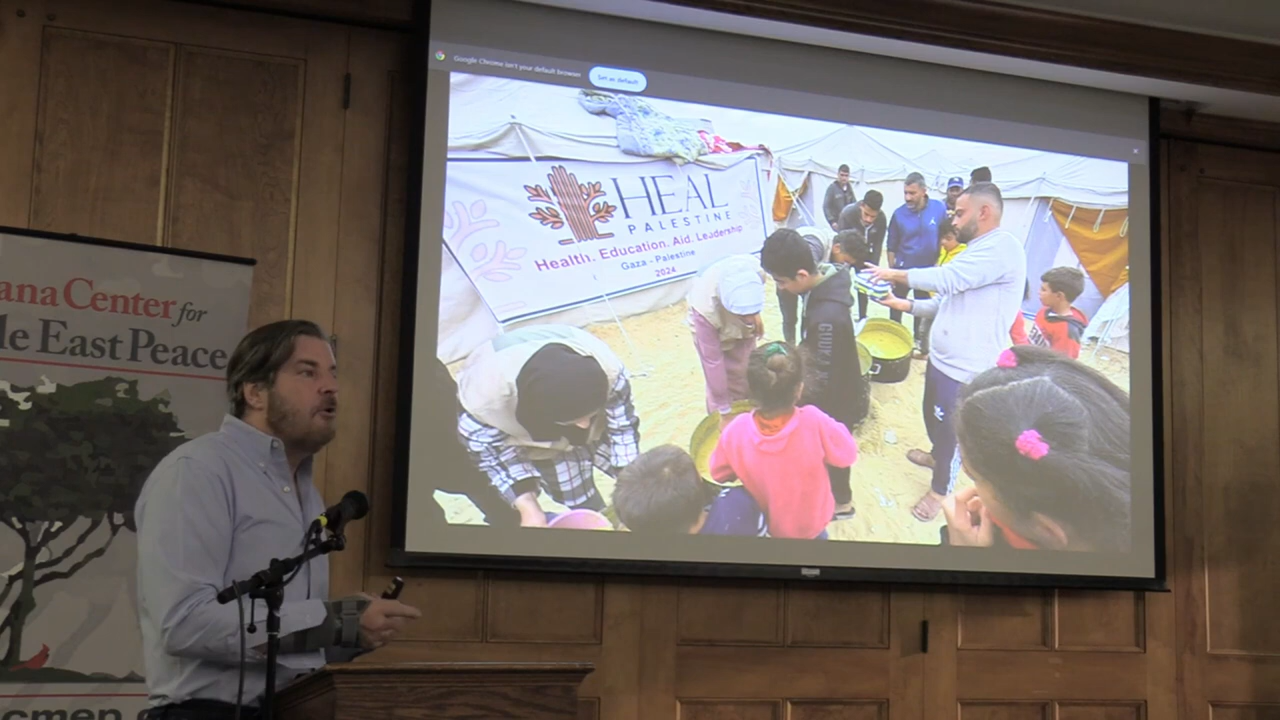 Google Chrome isn't your default browser Set as default
HEAL
PALESTINE
Health. Education. Aid. Leadership
Gaza - Palestine
2024
ana Center for
le East Peace
cmep.